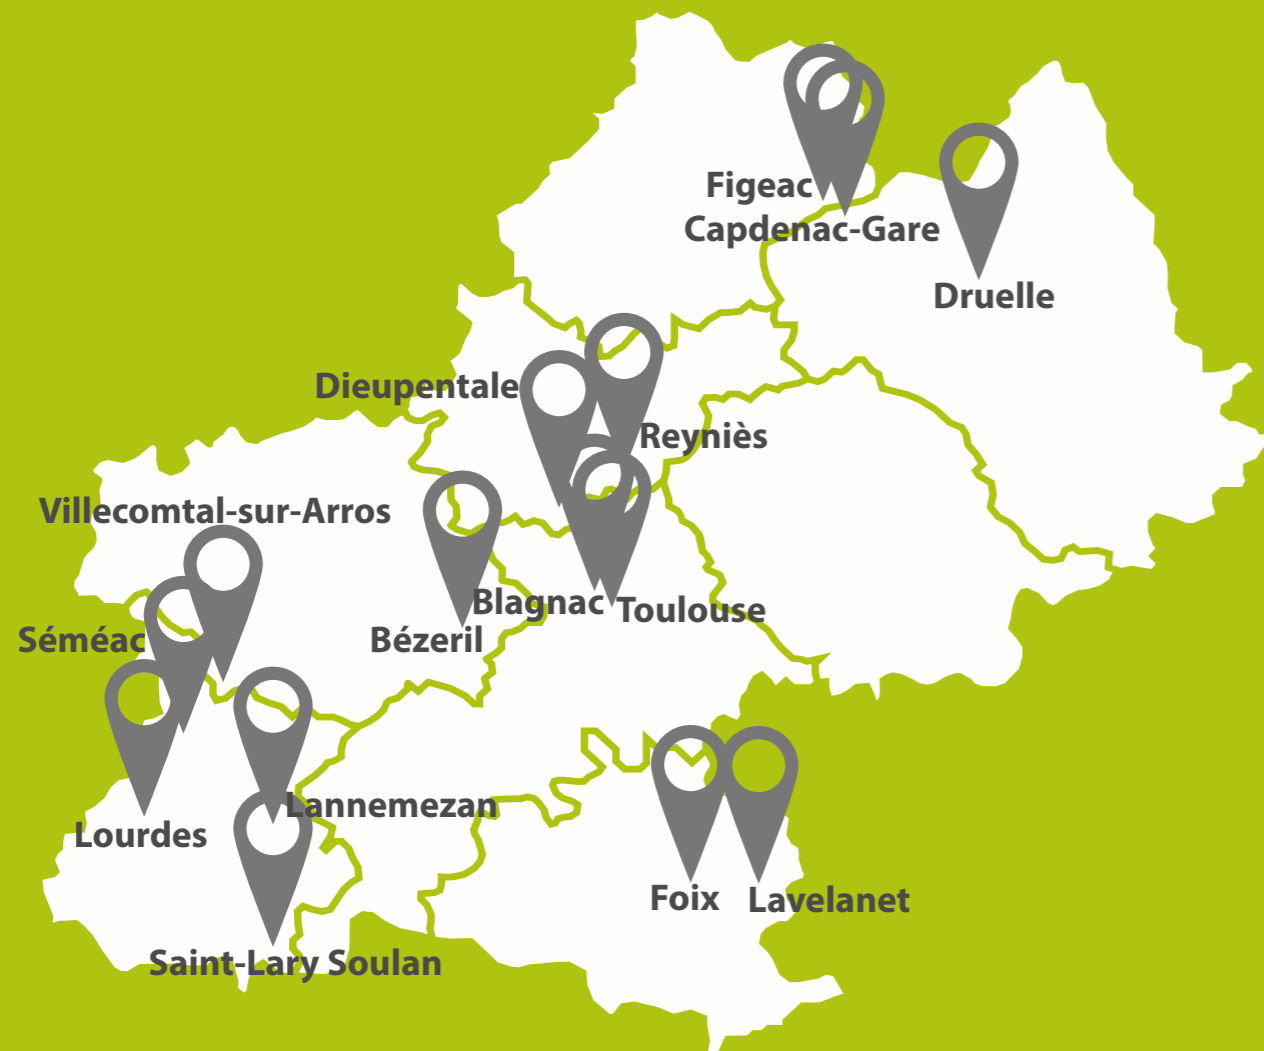 Figeac
Capdenac-Gare
Druelle
Dieupentale
Reyniès
Villecomtal-sur-Arros
Blagnac
Toulouse
Séméac
Bézeril
Lannemezan
Lourdes
Foix
Lavelanet
Saint-Lary Soulan